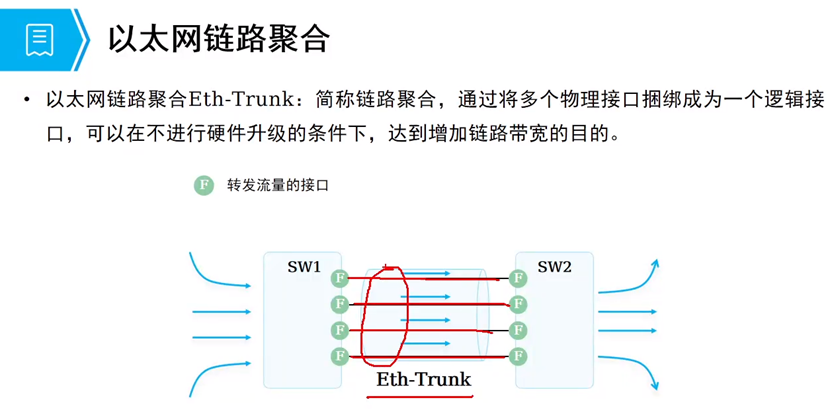 以太网链路聚合
• 以太网链路聚合Eth-Trunk：简称链路聚合，通过将多个物理接口捆绑成为一个逻辑接
口，可以在不进行硬件升级的条件下，达到增加链路带宽的目的。
F 转发流量的接口
SW1 SW2
F F
F F
F F
F F
Eth-Trunk